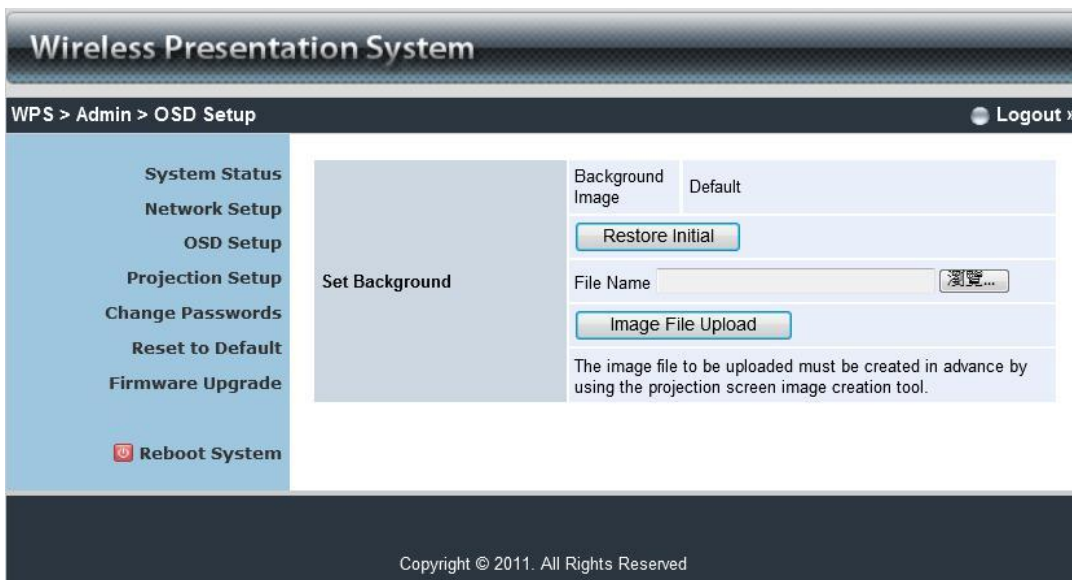 Wireless Presentation System
WPS > Admin > OSD Setup
Logout »
System Status
Network Setup
OSD Setup
Projection Setup
Change Passwords
Reset to Default
Firmware Upgrade
Reboot System
Set Background
Background
Image
Default
Restore Initial
File Name
瀏覽...
Image File Upload
The image file to be uploaded must be created in advance by
using the projection screen image creation tool.
Copyright © 2011. All Rights Reserved